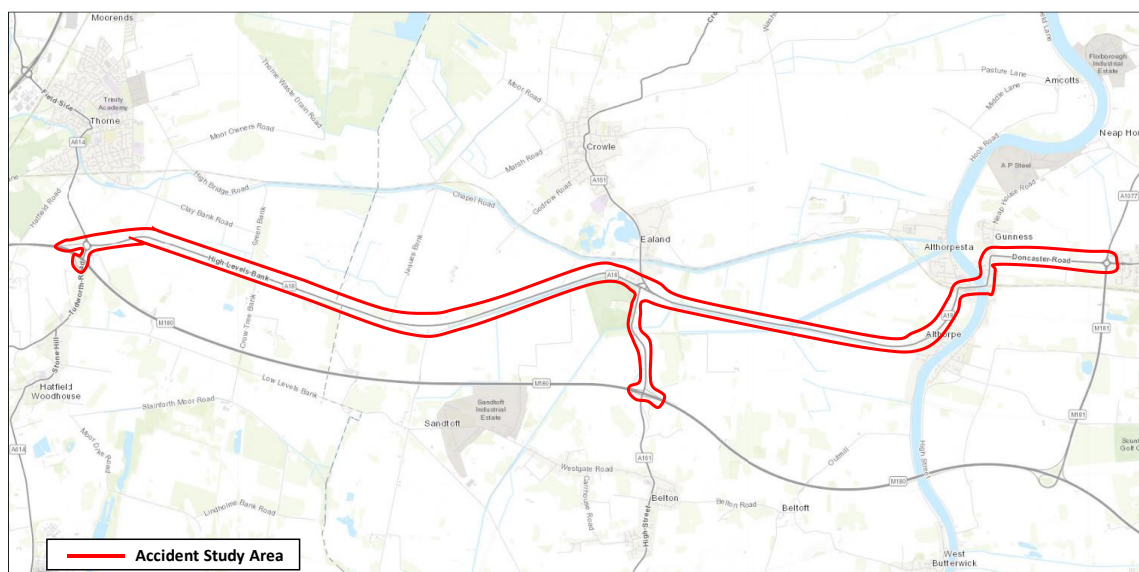 Moorends
Trinity
Academy
Field Side
Thorne
A614
Moor Owners Road
Thorne Waste Drain Road
Hatfield Road
High Bridge Road
Clay Bank Road
Green Bank
Jaques Bank
Moor Road
Marsh Road
Crowle
A161
Godnow Road
Chapel Road
Ealand
Pasture Lane
Middle Lane
Amcotts
Flixborough
Industrial
Estate
Hook Road
A P Steel
Neap House Road
A1077
Gunness
Althorpesta
Doncaster Road
High Levels Bank
A18
A18
A18
Althorpe
M181
Tudworth Road
M180
Crow Tree Bank
Stone Hill
Hatfield
Woodhouse
Low Levels Bank
M180
Stainforth Moor Road
Sandtoft
Industrial
Estate
Sandtoft
M181
A614
Moor Dike Road
Lindholme Bank Road
Westgate Road
Carrhouse Road
A161
Belton
High Street
Belton Road
Beltoft
Outmill
M180
High Street
West
Butterwick
Accident Study Area